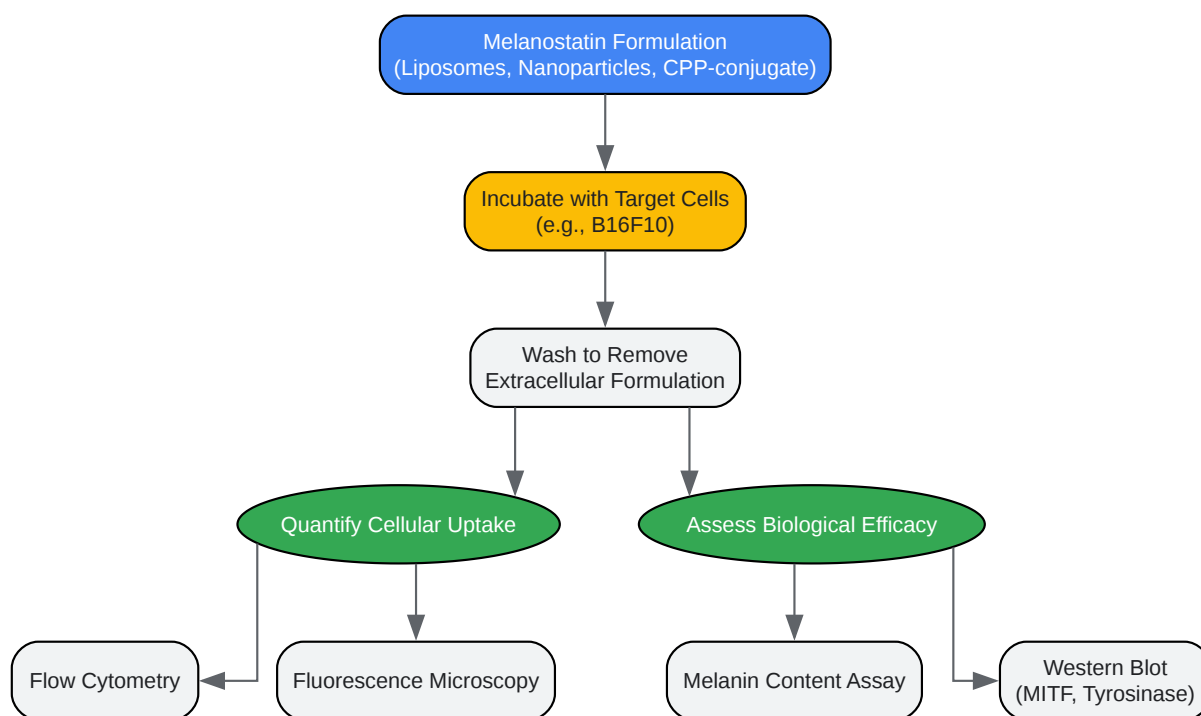 Melanostatin Formulation
(Liposomes, Nanoparticles, CPP-conjugate)
Incubate with Target Cells
(e.g., B16F10)
Wash to Remove
Extracellular Formulation
Quantify Cellular Uptake
Assess Biological Efficacy
Flow Cytometry
Fluorescence Microscopy
Melanin Content Assay
Western Blot
(MITF, Tyrosinase)